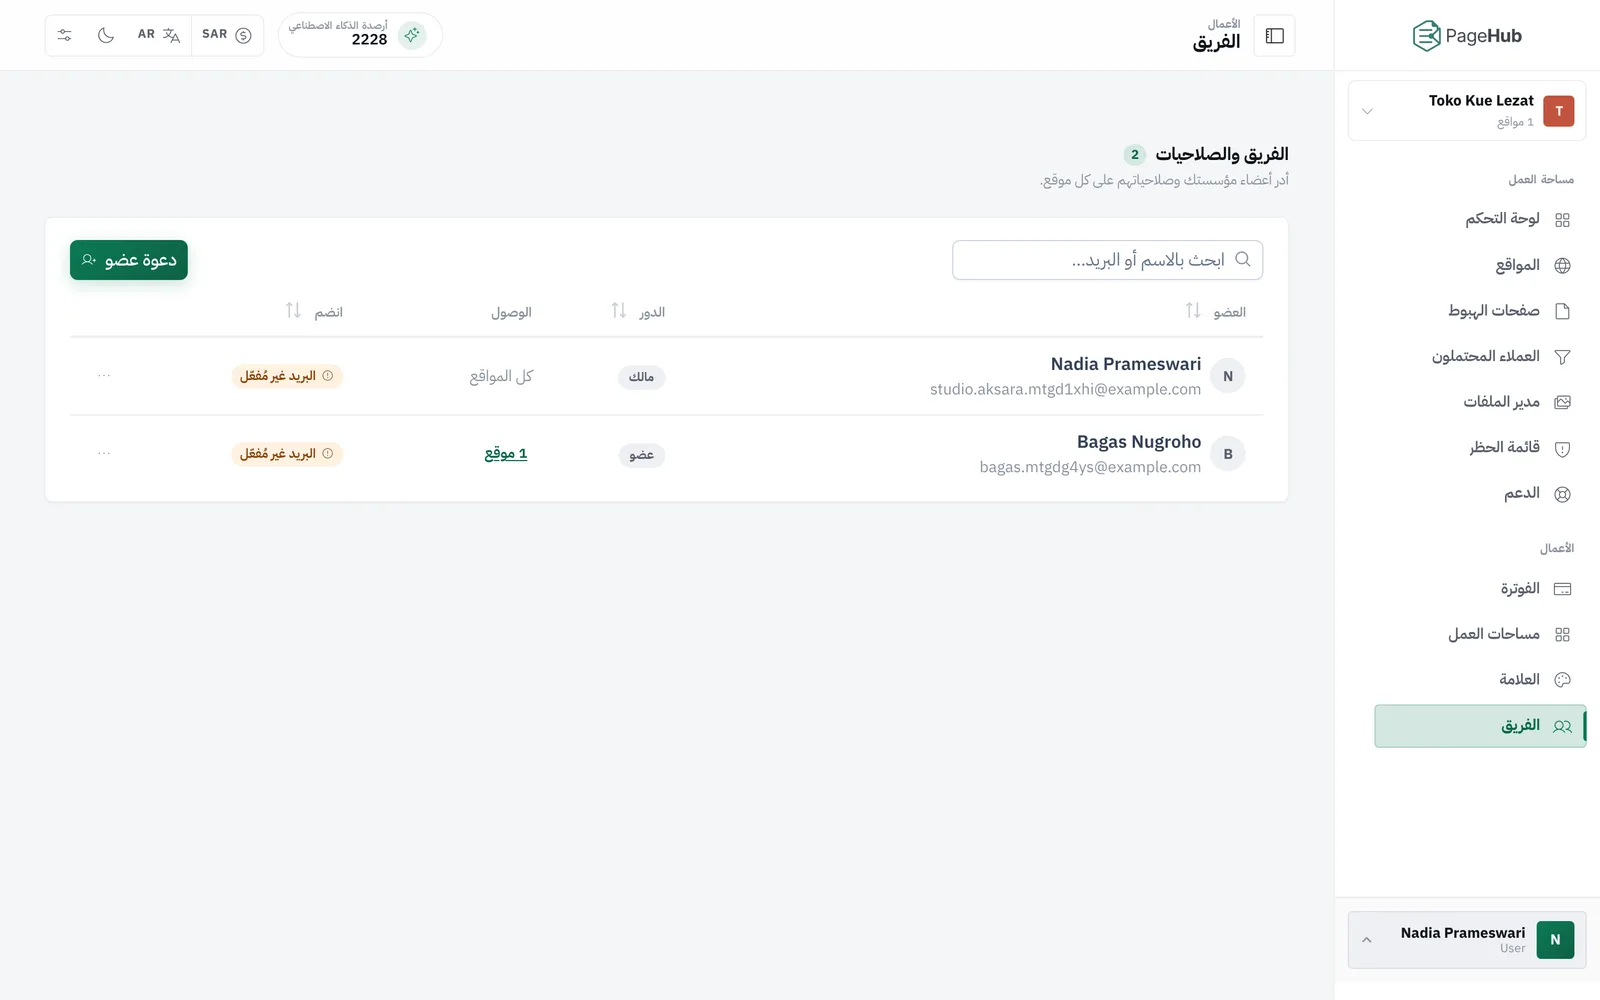 PageHub
الأعمال
الفريق
أرصدة الذكاء الاصطناعي
2228
SAR
AR
Toko Kue Lezat
T
1 مواقع
مساحة العمل
لوحة التحكم
المواقع
صفحات الهبوط
العملاء المحتملون
مدير الملفات
قائمة الحظر
الدعم
الأعمال
الفوترة
مساحات العمل
العلامة
الفريق
Nadia Prameswari
User
N
الفريق والصلاحيات 2
أدر أعضاء مؤسستك وصلاحياتهم على كل موقع.
ابحث بالاسم أو البريد...
دعوة عضو
العضو الدور الوصول انضم
N Nadia Prameswari مالك كل المواقع البريد غير مُفعّل ...
studio.aksara.mtgd1xhi@example.com
B Bagas Nugroho عضو 1 موقع البريد غير مُفعّل ...
bagas.mtgdg4ys@example.com